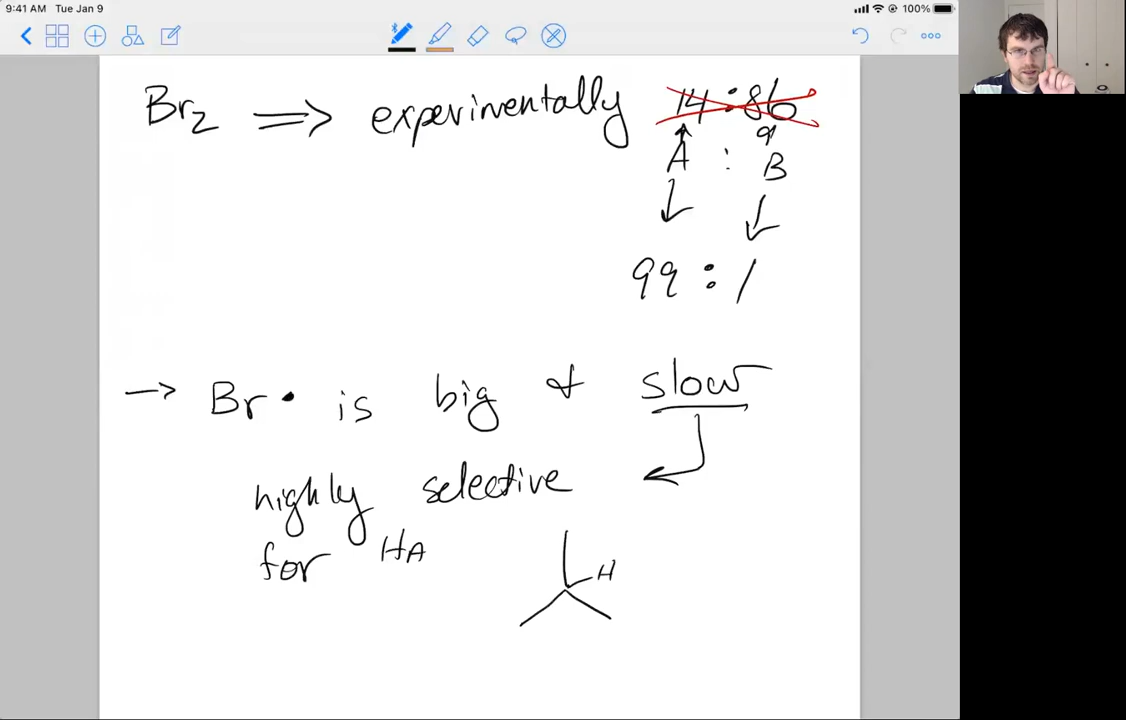 9:41 AM Tue Jan 9
100%
Br2 ⟹ experimentally 14:86
A : B
99 : 1
→ Br• is big & slow
highly selective
for HA
H